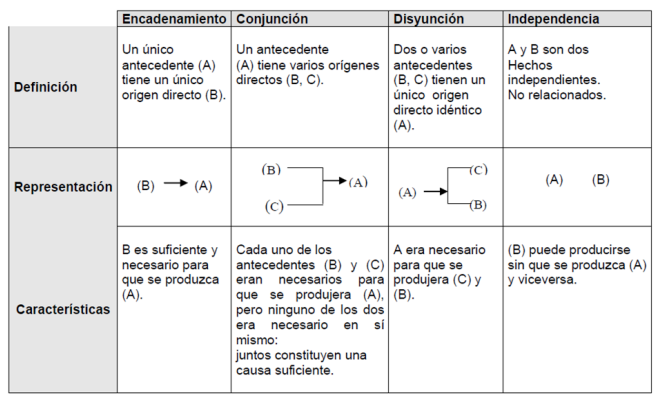 Encadenamiento Conjunción Disyunción Independencia
Definición
Un único
antecedente (A)
tiene un único
origen directo (B).
Un antecedente
(A) tiene varios orígenes
directos (B, C).
Dos o varios
antecedentes
(B, C) tienen un
único origen
directo idéntico
(A).
A y B son dos
Hechos
independientes.
No relacionados.
Representación
(B) (A)
(B)
(C)
(A)
(A)
(C)
(B)
(A) (B)
Características
B es suficiente y
necesario para
que se produzca
(A).
Cada uno de los
antecedentes (B) y (C)
eran necesarios para
que se produjera (A),
pero ninguno de los dos
era necesario en sí
mismo:
juntos constituyen una
causa suficiente.
A era necesario
para que se
produjera (C) y
(B).
(B) puede producirse
sin que se produzca (A)
y viceversa.